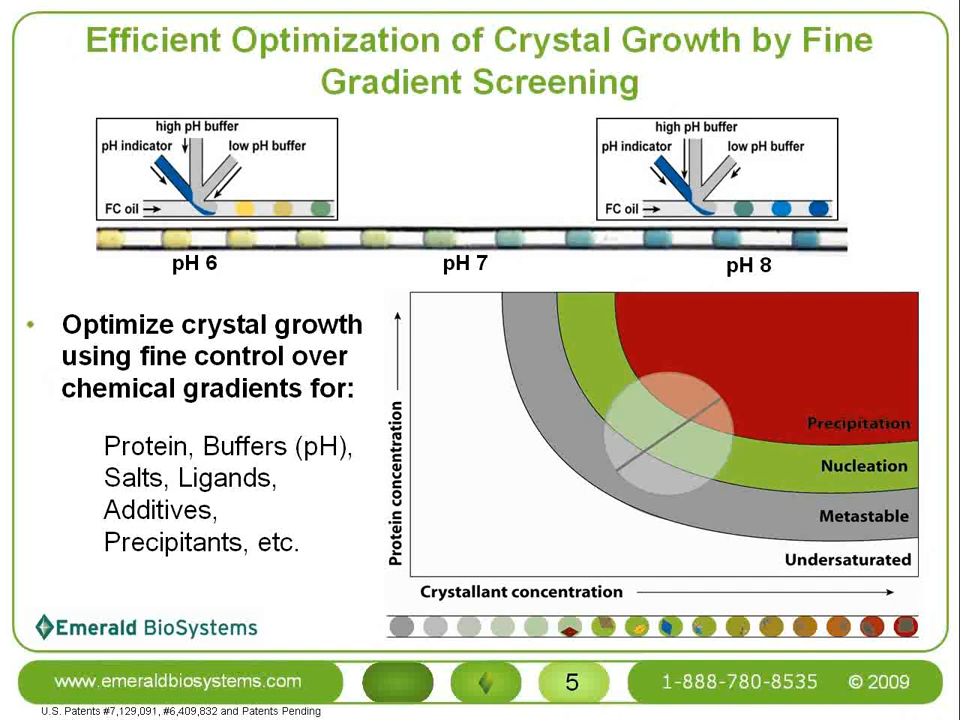 Efficient Optimization of Crystal Growth by Fine
Gradient Screening
high pH buffer
pH indicator
low pH buffer
FC oil
high pH buffer
pH indicator
low pH buffer
FC oil
pH 6
pH 7
pH 8
• Optimize crystal growth
using fine control over
chemical gradients for:
Protein, Buffers (pH),
Salts, Ligands,
Additives,
Precipitants, etc.
Protein concentration
Precipitation
Nucleation
Metastable
Undersaturated
Crystallant concentration
Emerald BioSystems
www.emeraldbiosystems.com
5
1-888-780-8535 © 2009
U.S. Patents #7,129,091, #6,409,832 and Patents Pending